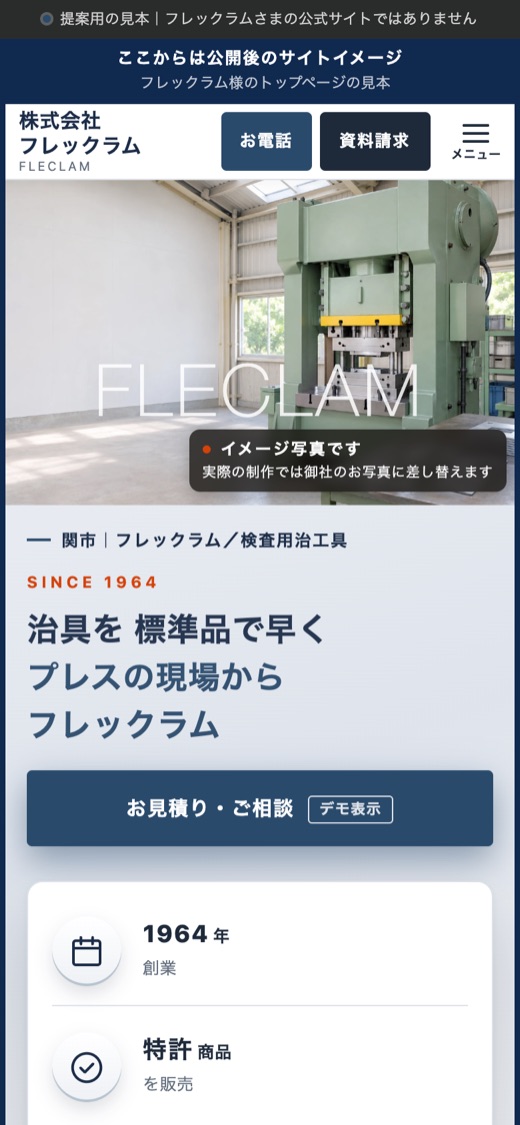 提案用の見本｜フレックラムさまの公式サイトではありません
ここからは公開後のサイトイメージ
フレックラム様のトップページの見本
株式会社
フレックラム
FLECLAM
お電話
資料請求
メニュー
FLECLAM
イメージ写真です
実際の制作では御社のお写真に差し替えます
関市｜フレックラム／検査用治工具
SINCE 1964
治具を 標準品で早く
プレスの現場から
フレックラム
お見積り・ご相談 デモ表示
1964 年
創業
特許 商品
を販売